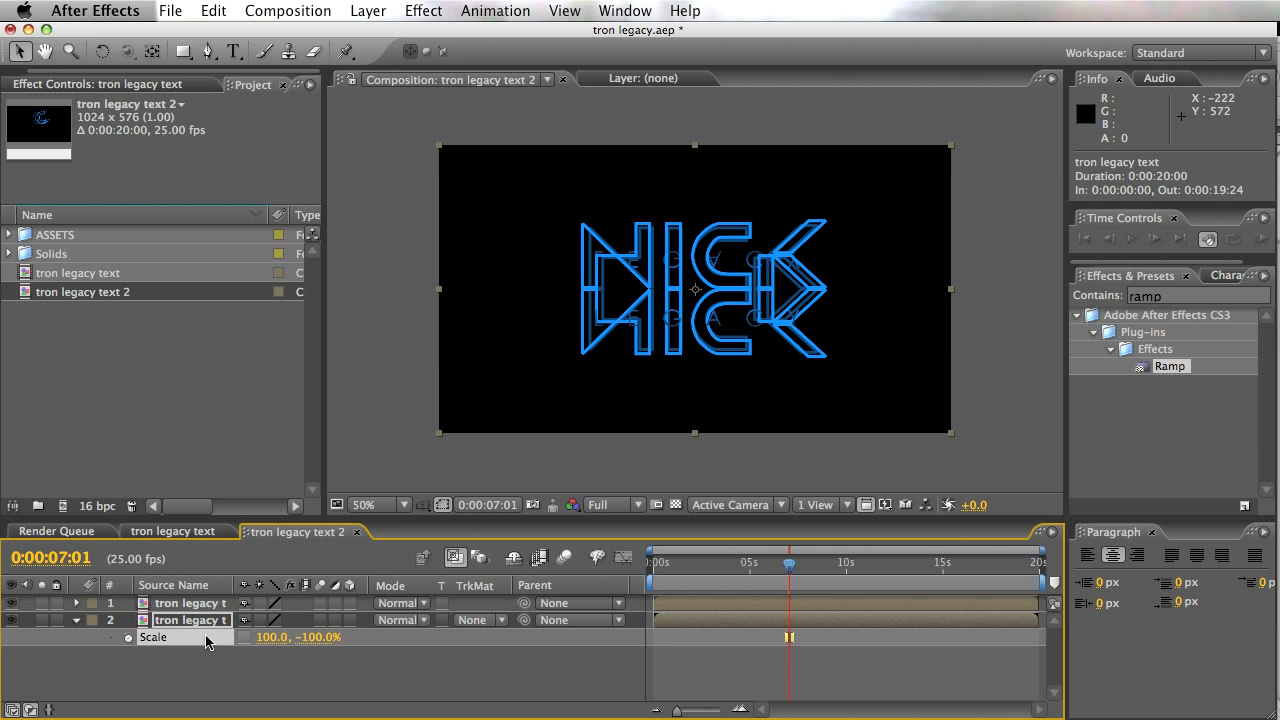 After Effects File Edit Composition Layer Effect Animation View Window Help
tron legacy.aep *
Workspace: Standard
Effect Controls: tron legacy text Project
tron legacy text 2
1024 x 576 (1.00)
Δ 0:00:20:00, 25.00 fps
Name Type
ASSETS
Solids
tron legacy text
tron legacy text 2
16 bpc
Composition: tron legacy text 2 Layer: (none)
NICK
50% 0:00:07:01 Full Active Camera 1 View +0.0
Info Audio
R : X : -222
G : Y : 572
B :
A : 0
tron legacy text
Duration: 0:00:20:00
In: 0:00:00:00, Out: 0:00:19:24
Time Controls
Effects & Presets Chara
Contains: ramp
Adobe After Effects CS3
Plug-ins
Effects
Ramp
Paragraph
0 px 0 px 0 p
0 px 0 px
Render Queue tron legacy text tron legacy text 2
0:00:07:01 (25.00 fps)
:00s 05s 10s 15s 20s
# Source Name Mode T TrkMat Parent
1 tron legacy t Normal None
2 tron legacy t Normal None None
Scale 100.0, -100.0%